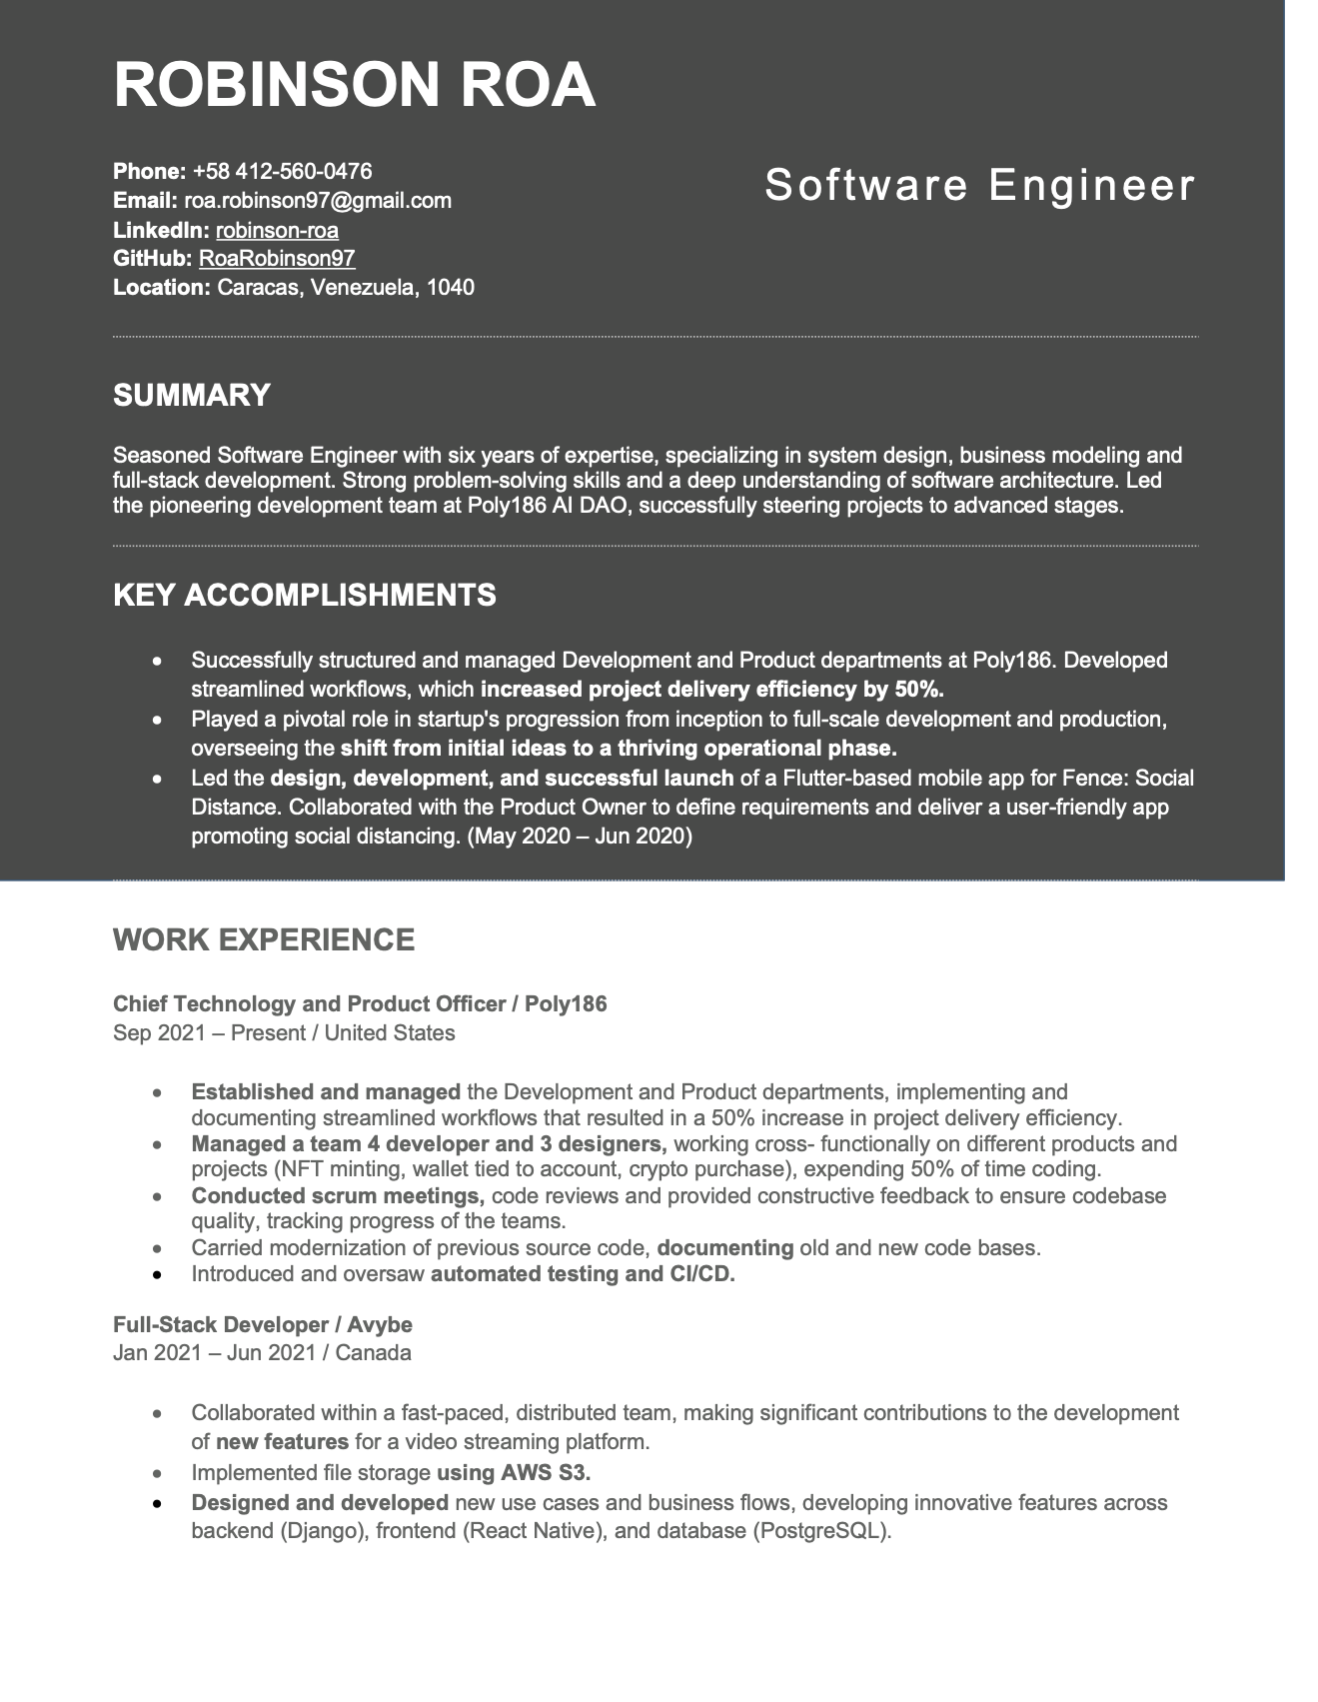 ROBINSON ROA
Phone: +58 412-560-0476
Email: roa.robinson97@gmail.com
LinkedIn: robinson-roa
GitHub: RoaRobinson97
Location: Caracas, Venezuela, 1040
Software Engineer
SUMMARY
Seasoned Software Engineer with six years of expertise, specializing in system design, business modeling and
full-stack development. Strong problem-solving skills and a deep understanding of software architecture. Led
the pioneering development team at Poly186 AI DAO, successfully steering projects to advanced stages.
KEY ACCOMPLISHMENTS
• Successfully structured and managed Development and Product departments at Poly186. Developed
streamlined workflows, which increased project delivery efficiency by 50%.
• Played a pivotal role in startup's progression from inception to full-scale development and production,
overseeing the shift from initial ideas to a thriving operational phase.
• Led the design, development, and successful launch of a Flutter-based mobile app for Fence: Social
Distance. Collaborated with the Product Owner to define requirements and deliver a user-friendly app
promoting social distancing. (May 2020 – Jun 2020)
WORK EXPERIENCE
Chief Technology and Product Officer / Poly186
Sep 2021 – Present / United States
• Established and managed the Development and Product departments, implementing and
documenting streamlined workflows that resulted in a 50% increase in project delivery efficiency.
• Managed a team 4 developer and 3 designers, working cross- functionally on different products and
projects (NFT minting, wallet tied to account, crypto purchase), expending 50% of time coding.
• Conducted scrum meetings, code reviews and provided constructive feedback to ensure codebase
quality, tracking progress of the teams.
• Carried modernization of previous source code, documenting old and new code bases.
• Introduced and oversaw automated testing and CI/CD.
Full-Stack Developer / Avybe
Jan 2021 – Jun 2021 / Canada
• Collaborated within a fast-paced, distributed team, making significant contributions to the development
of new features for a video streaming platform.
• Implemented file storage using AWS S3.
• Designed and developed new use cases and business flows, developing innovative features across
backend (Django), frontend (React Native), and database (PostgreSQL).